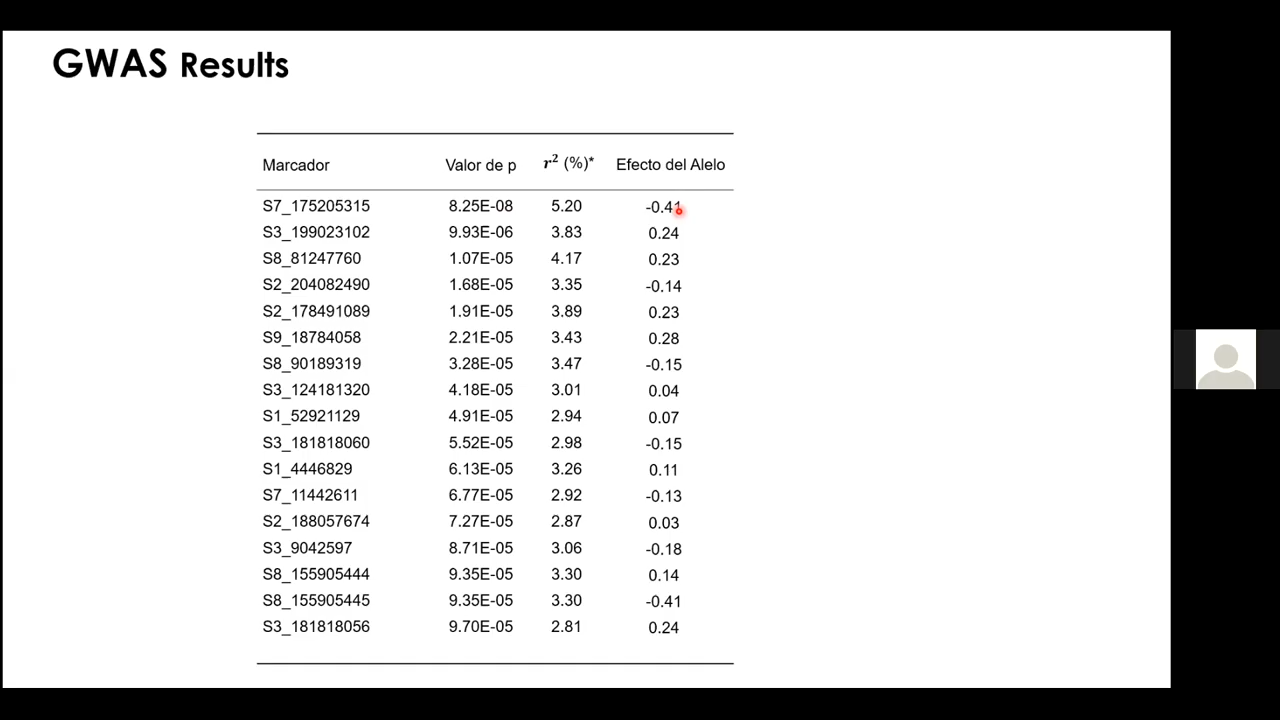 GWAS Results
Marcador Valor de p r² (%)* Efecto del Alelo
S7_175205315 8.25E-08 5.20 -0.41
S3_199023102 9.93E-06 3.83 0.24
S8_81247760 1.07E-05 4.17 0.23
S2_204082490 1.68E-05 3.35 -0.14
S2_178491089 1.91E-05 3.89 0.23
S9_18784058 2.21E-05 3.43 0.28
S8_90189319 3.28E-05 3.47 -0.15
S3_124181320 4.18E-05 3.01 0.04
S1_52921129 4.91E-05 2.94 0.07
S3_181818060 5.52E-05 2.98 -0.15
S1_4446829 6.13E-05 3.26 0.11
S7_11442611 6.77E-05 2.92 -0.13
S2_188057674 7.27E-05 2.87 0.03
S3_9042597 8.71E-05 3.06 -0.18
S8_155905444 9.35E-05 3.30 0.14
S8_155905445 9.35E-05 3.30 -0.41
S3_181818056 9.70E-05 2.81 0.24